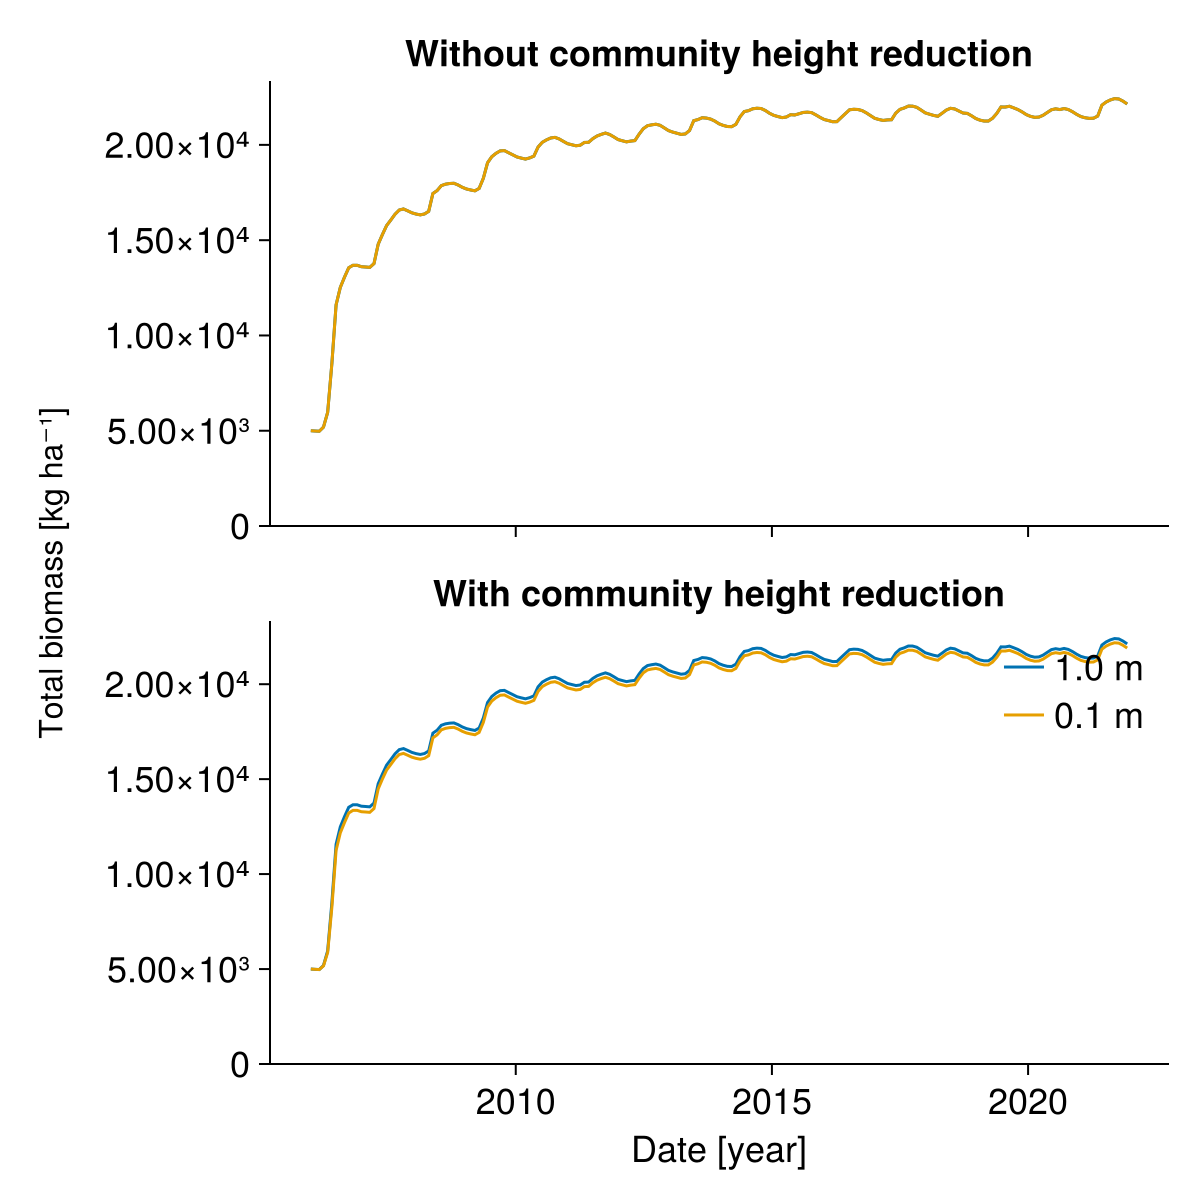 Without community height reduction
2.00×10⁴
1.50×10⁴
1.00×10⁴
5.00×10³
0
Total biomass [kg ha⁻¹]
With community height reduction
2.00×10⁴
1.50×10⁴
1.00×10⁴
5.00×10³
0
1.0 m
0.1 m
2010 2015 2020
Date [year]